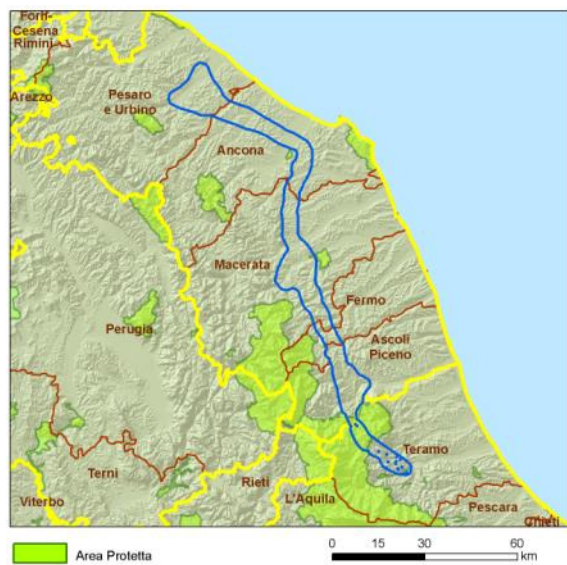 Forlì-
Cesena
Rimini
Arezzo
Pesaro
e Urbino
Ancona
Macerata
Fermo
Perugia
Ascoli
Piceno
Teramo
Terni
Rieti
L'Aquila
Viterbo
Pescara
Chieti
Area Protetta
0 15 30 60
km